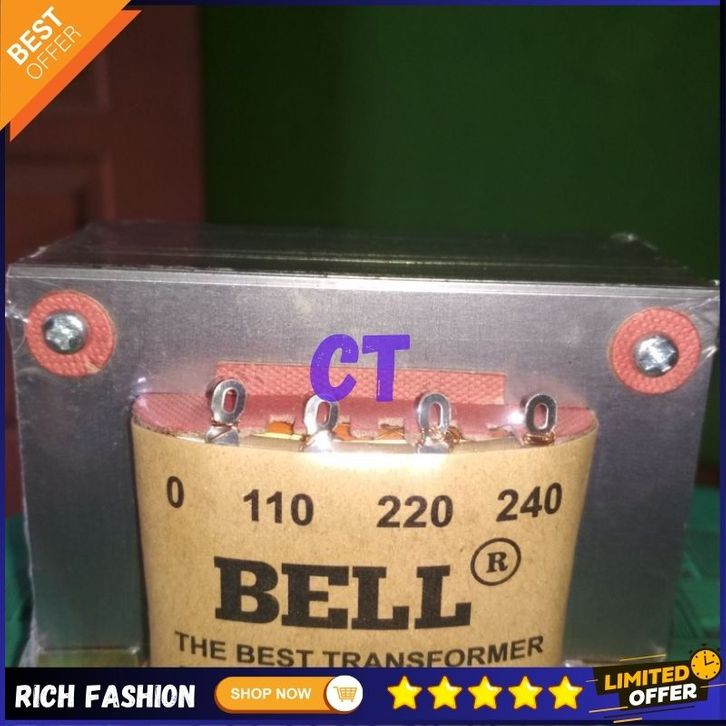 BEST
OFFER
CT
0 110 220 240
BELL ®
THE BEST TRANSFORMER
RICH FASHION
SHOP NOW
LIMITED
OFFER